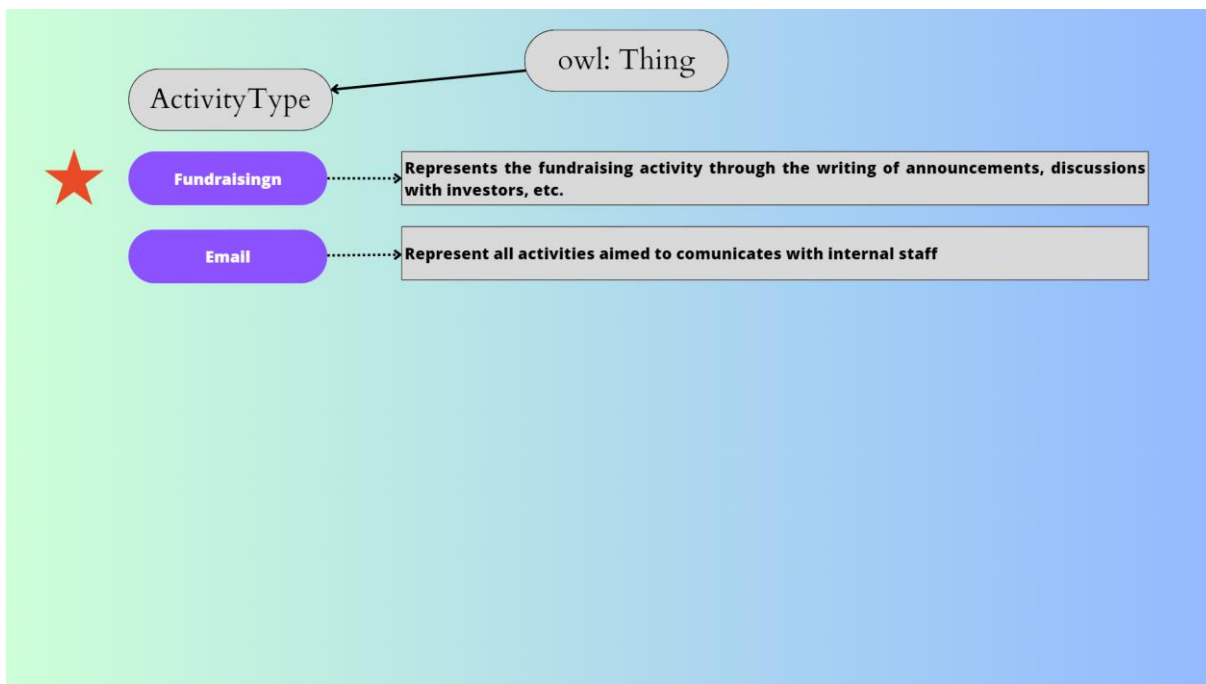 owl: Thing
ActivityType
Fundraisingn
Represents the fundraising activity through the writing of announcements, discussions
with investors, etc.
Email
Represent all activities aimed to comunicates with internal staff